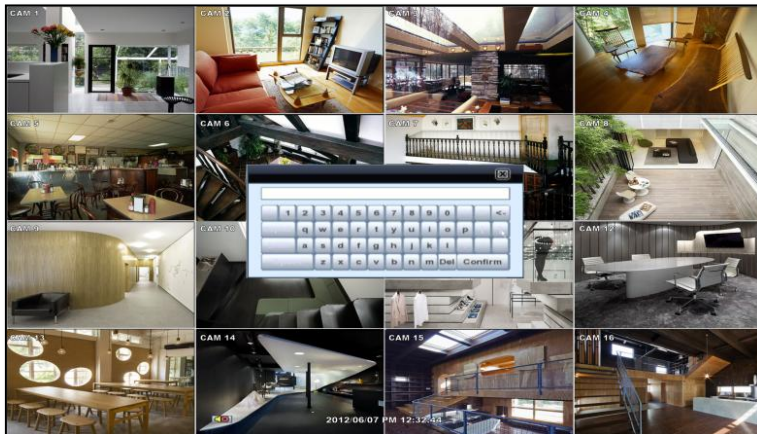 CAM 1 CAM 2 CAM 3 CAM 4
CAM 5 CAM 6 CAM 7 CAM 8
1 2 3 4 5 6 7 8 9 0 <-
q w e r t y u i o p
a s d f g h j k l
z x c v b n m Del Confirm
CAM 9 CAM 10 CAM 12
CAM 13 CAM 14 CAM 15 CAM 16
2012/06/07 PM 12:32:44